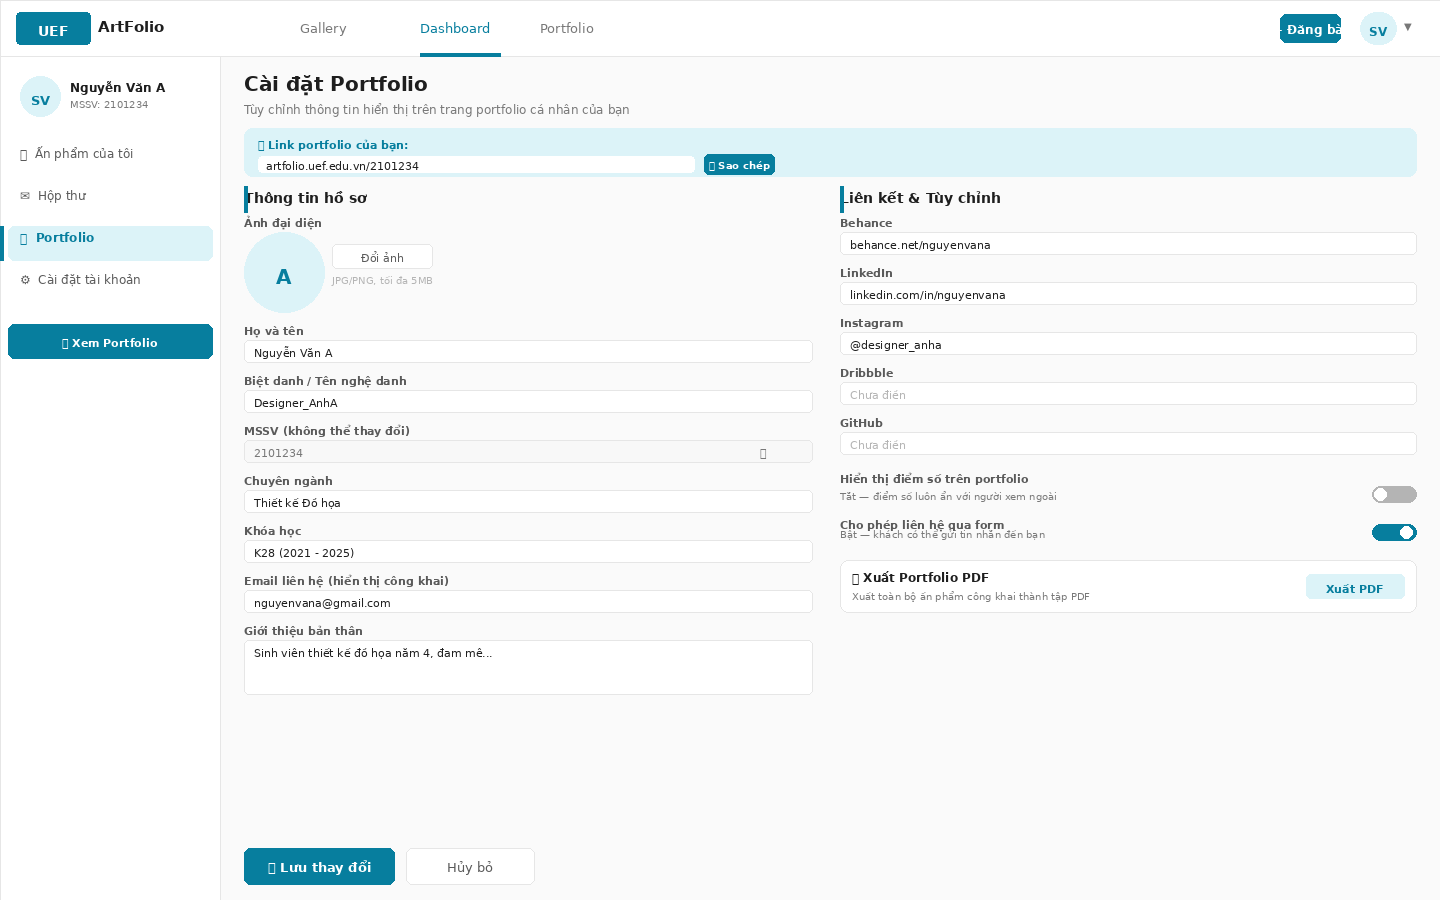 UEF ArtFolio Gallery Dashboard Portfolio Đăng bà SV ▼
SV
Nguyễn Văn A
MSSV: 2101234
Ấn phẩm của tôi
✉ Hộp thư
Portfolio
⚙ Cài đặt tài khoản
Xem Portfolio
Cài đặt Portfolio
Tùy chỉnh thông tin hiển thị trên trang portfolio cá nhân của bạn
Link portfolio của bạn:
artfolio.uef.edu.vn/2101234
Sao chép
Thông tin hồ sơ
Ảnh đại diện
A
Đổi ảnh
JPG/PNG, tối đa 5MB
Họ và tên
Nguyễn Văn A
Biệt danh / Tên nghệ danh
Designer_AnhA
MSSV (không thể thay đổi)
2101234
Chuyên ngành
Thiết kế Đồ họa
Khóa học
K28 (2021 - 2025)
Email liên hệ (hiển thị công khai)
nguyenvana@gmail.com
Giới thiệu bản thân
Sinh viên thiết kế đồ họa năm 4, đam mê...
Liên kết & Tùy chỉnh
Behance
behance.net/nguyenvana
LinkedIn
linkedin.com/in/nguyenvana
Instagram
@designer_anha
Dribbble
Chưa điền
GitHub
Chưa điền
Hiển thị điểm số trên portfolio
Tắt — điểm số luôn ẩn với người xem ngoài
Cho phép liên hệ qua form
Bật — khách có thể gửi tin nhắn đến bạn
Xuất Portfolio PDF
Xuất toàn bộ ấn phẩm công khai thành tập PDF
Xuất PDF
Lưu thay đổi
Hủy bỏ